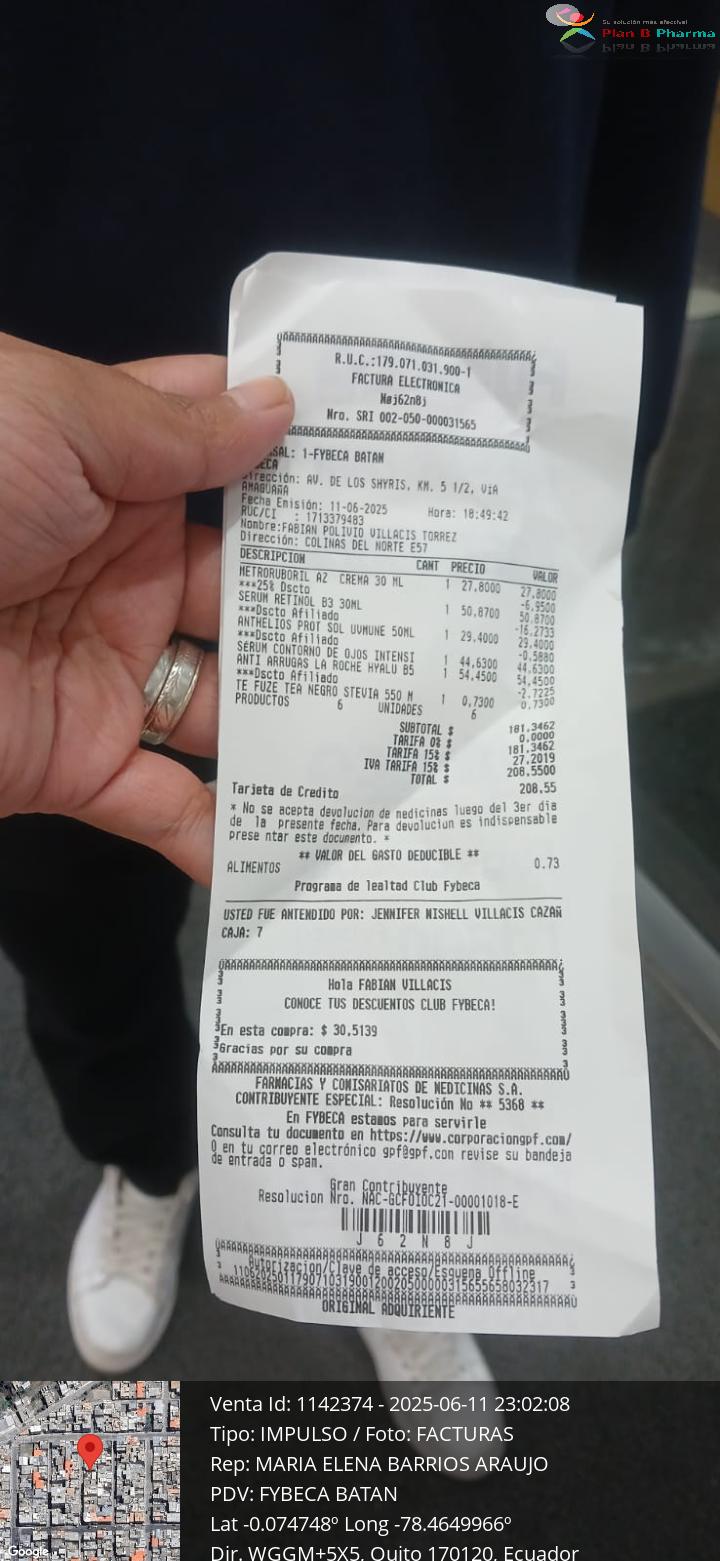 Su solución más efectiva!
Plan B Pharma
R.U.C.:179.071.031.900-1
FACTURA ELECTRONICA
Nøj62n8j
Nro. SRI 002-050-000031565
SAL: 1-FYBECA BATAN
ECA
Dirección: AV. DE LOS SHYRIS, KM. 5 1/2, VIA
AMAGUAÑA
Fecha Emisión: 11-06-2025 Hora: 18:49:42
RUC/CI : 1713379483
Nombre:FABIAN POLIVIO VILLACIS TORREZ
Dirección: COLINAS DEL NORTE E57
DESCRIPCION CANT PRECIO VALOR
METRORUBORIL AZ CREMA 30 ML 1 27,8000 27,8000
***25% Dscto -6,9500
SERUM RETINOL B3 30ML 1 50,8700 50,8700
***Dscto Afiliado -16,2733
ANTHELIOS PROT SOL UVMUNE 50ML 1 29,4000 29,4000
***Dscto Afiliado -0,5880
SERUM CONTORNO DE OJOS INTENSI 1 44,6300 44,6300
ANTI ARRUGAS LA ROCHE HYALU B5 1 54,4500 54,4500
***Dscto Afiliado -2,7225
TE FUZE TEA NEGRO STEVIA 550 M 1 0,7300 0,7300
PRODUCTOS 6 UNIDADES 6
SUBTOTAL $ 181.3462
TARIFA 0% $ 0.0000
TARIFA 15% $ 181.3462
IVA TARIFA 15% $ 27.2019
TOTAL $ 208.5500
Tarjeta de Credito 208.55
* No se acepta devolucion de medicinas luego del 3er dia
de la presente fecha. Para devolucion es indispensable
prese ntar este documento. *
** VALOR DEL GASTO DEDUCIBLE **
ALIMENTOS 0.73
Programa de lealtad Club Fybeca
USTED FUE ANTENDIDO POR: JENNIFER NISHELL VILLACIS CAZAÑ
CAJA: 7
Hola FABIAN VILLACIS
CONOCE TUS DESCUENTOS CLUB FYBECA!
En esta compra: $ 30,5139
Gracias por su compra
FARMACIAS Y COMISARIATOS DE MEDICINAS S.A.
CONTRIBUYENTE ESPECIAL: Resolución No ** 5368 **
En FYBECA estamos para servirle
Consulta tu documento en https://www.corporaciongpf.com/
O en tu correo electrónico gpf@gpf.com revise su bandeja
de entrada o spam.
Gran Contribuyente
Resolucion Nro. NAC-GCFOIOC21-00001018-E
J 6 2 N 8 J
Autorizacion/Clave de acceso/Esquema Offline
ORIGINAL ADQUIRIENTE
Venta Id: 1142374 - 2025-06-11 23:02:08
Tipo: IMPULSO / Foto: FACTURAS
Rep: MARIA ELENA BARRIOS ARAUJO
PDV: FYBECA BATAN
Lat -0.074748º Long -78.4649966º
Dir. WGGM+5X5, Quito 170120, Ecuador
Google